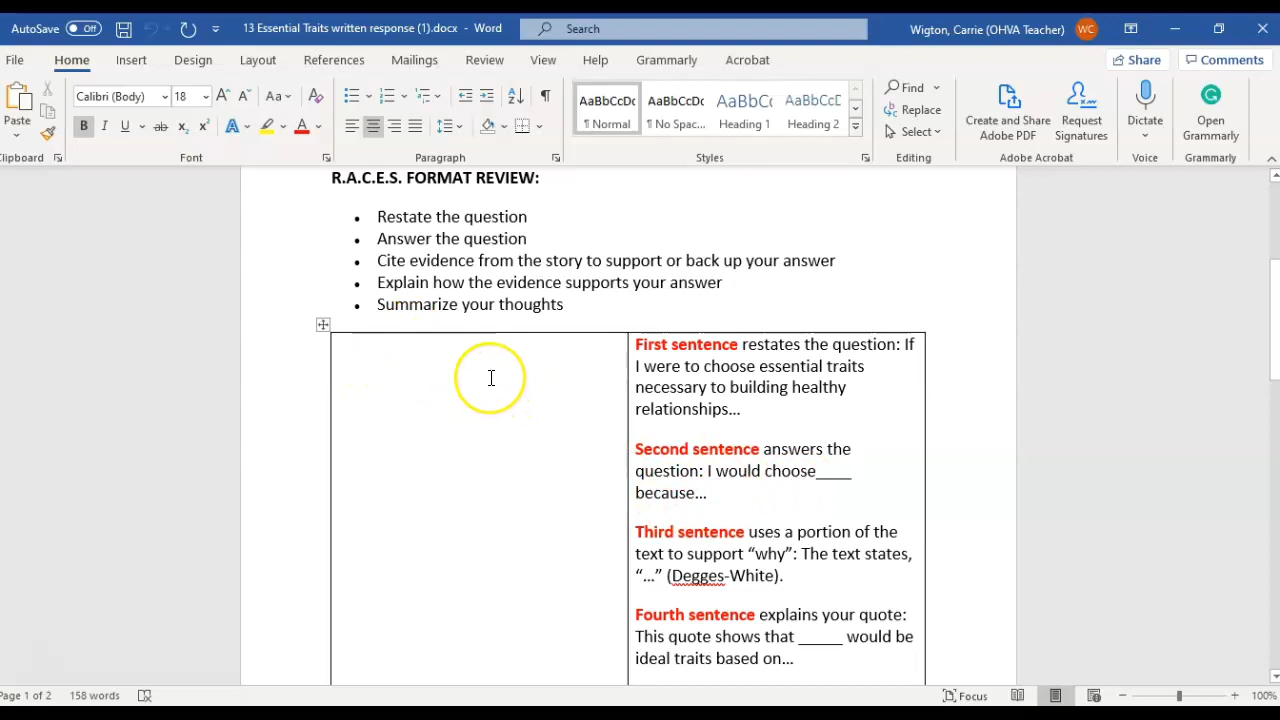 AutoSave Off 13 Essential Traits written response (1).docx - Word Search Wigton, Carrie (OHVA Teacher) WC
File Home Insert Design Layout References Mailings Review View Help Grammarly Acrobat Share Comments
Calibri (Body) 18 Aa Find AaBbCcDc AaBbCcDc AaBbCc AaBbCcD
Replace
¶ Normal ¶ No Spac... Heading 1 Heading 2 Select
Paste Create and Share Adobe PDF Request Signatures Dictate Open Grammarly
Clipboard Font Paragraph Styles Editing Adobe Acrobat Voice Grammarly
R.A.C.E.S. FORMAT REVIEW:
• Restate the question
• Answer the question
• Cite evidence from the story to support or back up your answer
• Explain how the evidence supports your answer
• Summarize your thoughts
First sentence restates the question: If
I were to choose essential traits
necessary to building healthy
relationships...
Second sentence answers the
question: I would choose____
because...
Third sentence uses a portion of the
text to support “why”: The text states,
“...” (Degges-White).
Fourth sentence explains your quote:
This quote shows that _____ would be
ideal traits based on...
Page 1 of 2 158 words Focus 100%